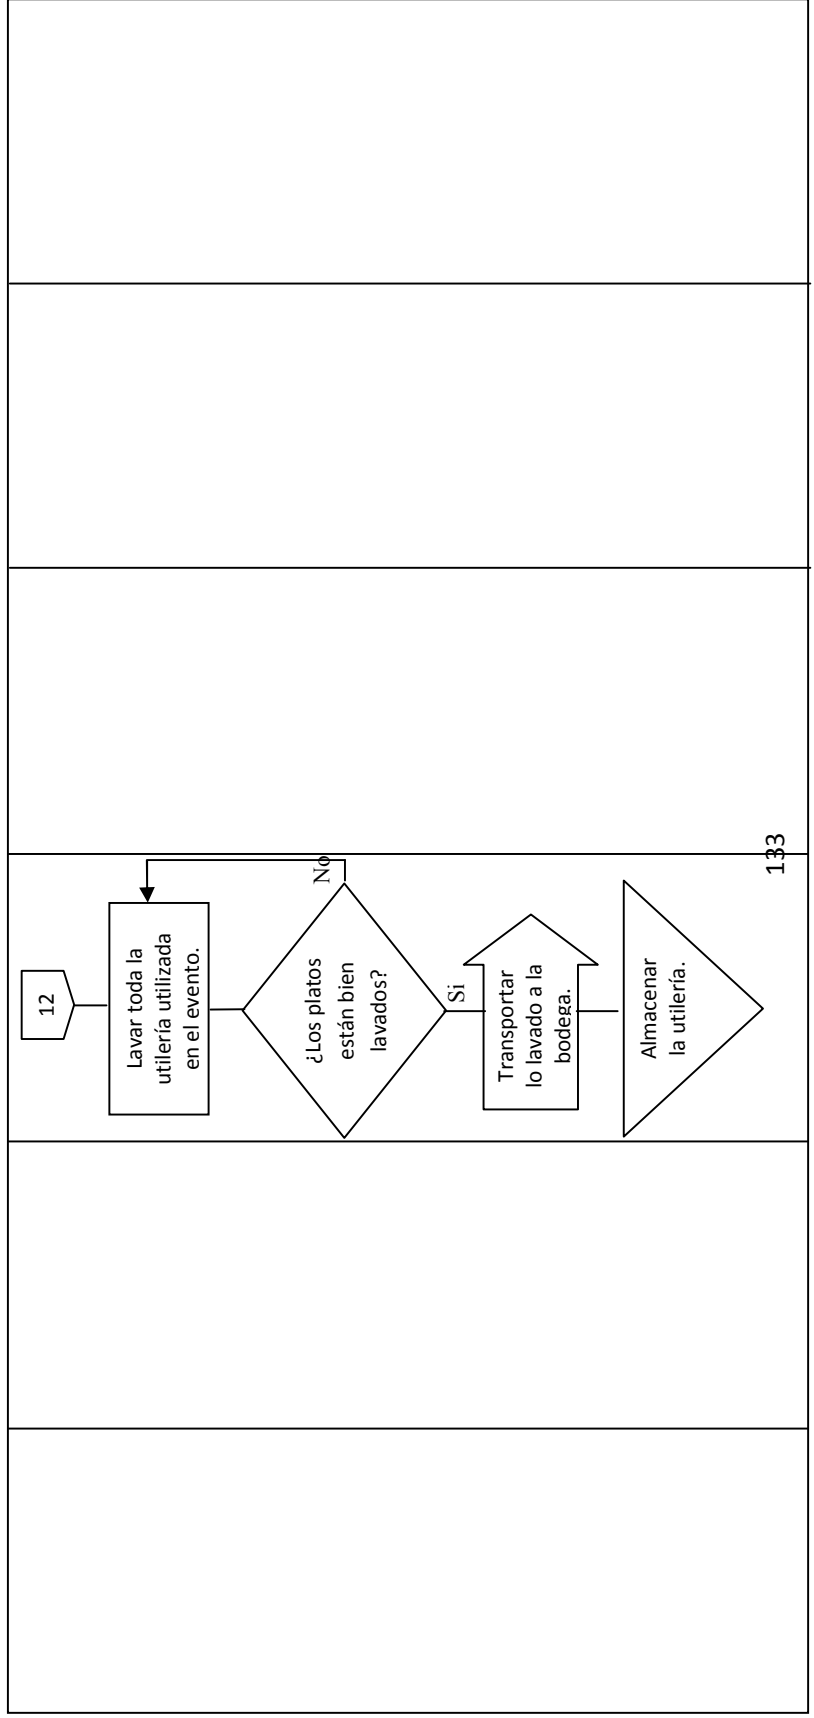 12
Lavar toda la
utilería utilizada
en el evento.
No
¿Los platos
están bien
lavados?
Si
Transportar
lo lavado a la
bodega.
Almacenar
la utilería.
133